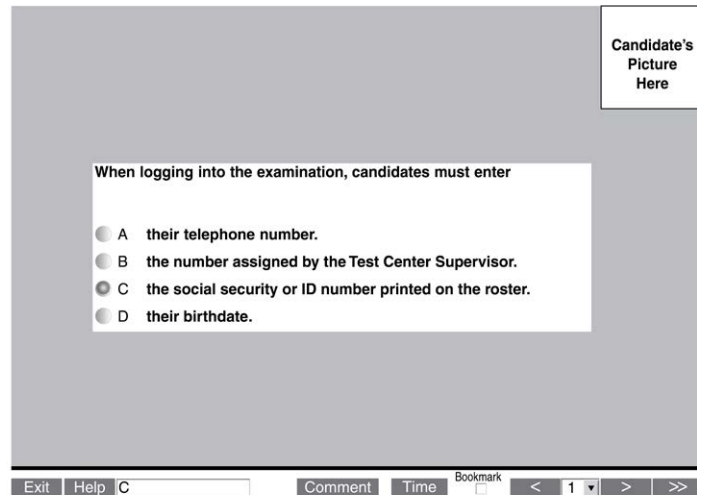 Candidate's
Picture
Here
When logging into the examination, candidates must enter
A their telephone number.
B the number assigned by the Test Center Supervisor.
C the social security or ID number printed on the roster.
D their birthdate.
Exit Help C Comment Time Bookmark < 1 > >>